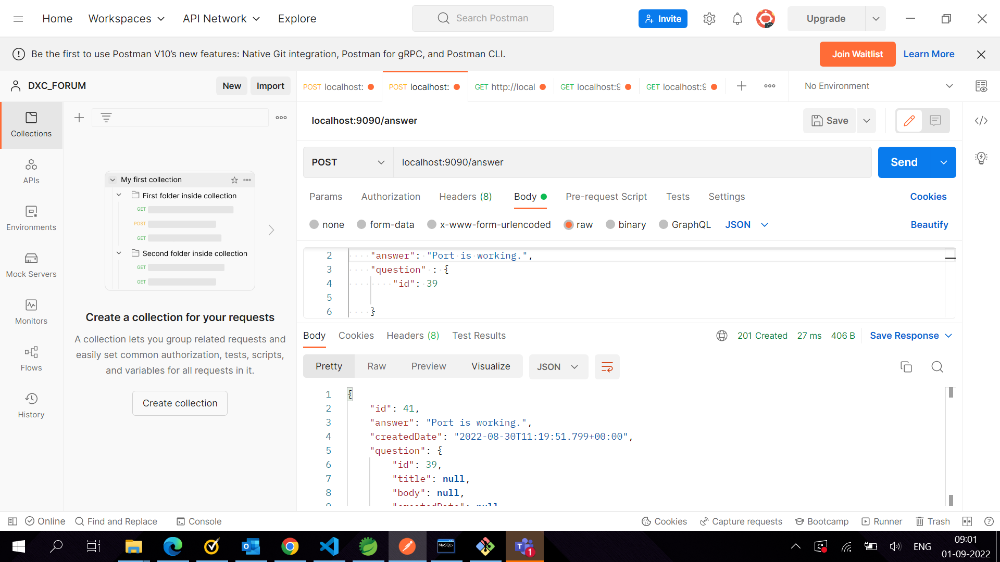 Home Workspaces API Network Explore
Search Postman
Invite
Upgrade
Be the first to use Postman V10’s new features: Native Git integration, Postman for gRPC, and Postman CLI.
Join Waitlist Learn More
DXC_FORUM
New Import
POST localhost: POST localhost: GET http://local GET localhost:9 GET localhost:9
No Environment
Collections
APIs
Environments
Mock Servers
Monitors
Flows
History
My first collection
First folder inside collection
GET
POST
GET
Second folder inside collection
GET
GET
Create a collection for your requests
A collection lets you group related requests and
easily set common authorization, tests, scripts,
and variables for all requests in it.
Create collection
localhost:9090/answer
Save
POST localhost:9090/answer
Send
Params Authorization Headers (8) Body Pre-request Script Tests Settings Cookies
none form-data x-www-form-urlencoded raw binary GraphQL JSON Beautify
2 "answer": "Port is working.",
3 "question" : {
4 "id": 39
5
6 }
Body Cookies Headers (8) Test Results
201 Created 27 ms 406 B Save Response
Pretty Raw Preview Visualize JSON
1 {
2 "id": 41,
3 "answer": "Port is working.",
4 "createdDate": "2022-08-30T11:19:51.799+00:00",
5 "question": {
6 "id": 39,
7 "title": null,
8 "body": null,
9 "createdDate": null
Online Find and Replace Console
Cookies Capture requests Bootcamp Runner Trash
MySQL
1
ENG
09:01
01-09-2022